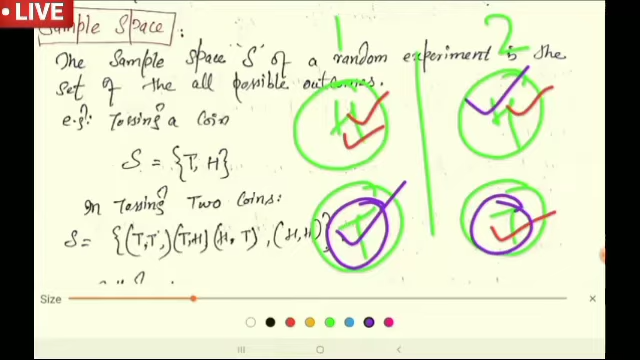 LIVE
Sample Space :
1 2
The Sample Space 'S' of a random experiment is the
set of the all possible outcomes.
e.g: Tossing a Coin
H H
S = {T, H}
In Tossing Two Coins:
T T
S = {(T,T,)(T,H)(H,T),(H,H)}
Size